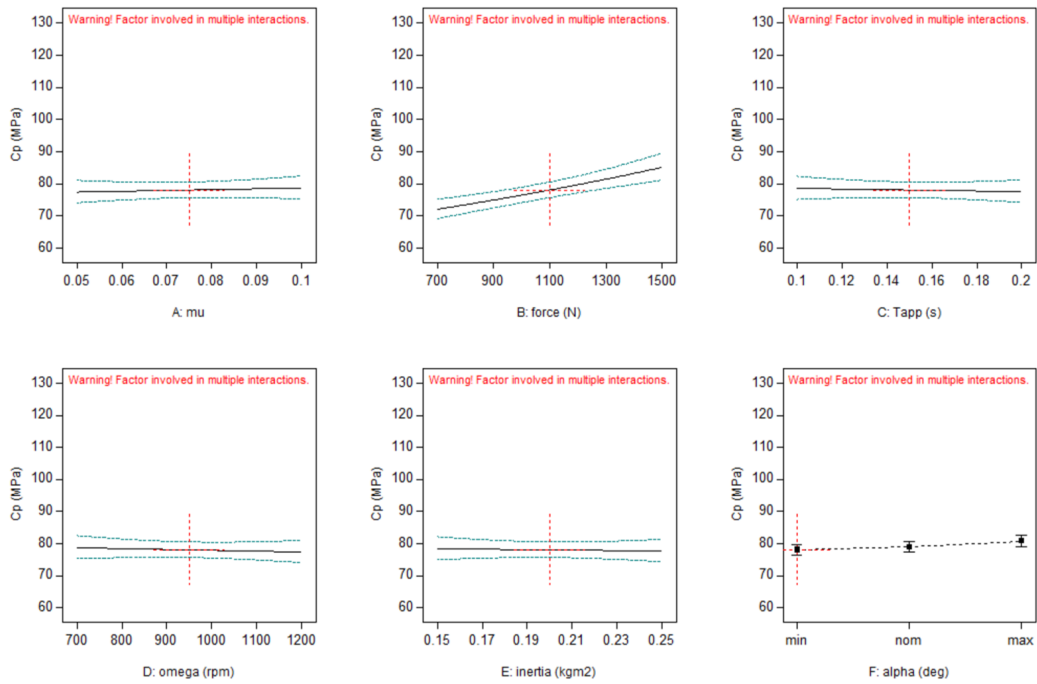 Warning! Factor involved in multiple interactions.
130
120
110
100
90
80
70
60
Cp (MPa)
0.05 0.06 0.07 0.08 0.09 0.1
A: mu
Warning! Factor involved in multiple interactions.
130
120
110
100
90
80
70
60
Cp (MPa)
700 900 1100 1300 1500
B: force (N)
Warning! Factor involved in multiple interactions.
130
120
110
100
90
80
70
60
Cp (MPa)
0.1 0.12 0.14 0.16 0.18 0.2
C: Tapp (s)
Warning! Factor involved in multiple interactions.
130
120
110
100
90
80
70
60
Cp (MPa)
700 800 900 1000 1100 1200
D: omega (rpm)
Warning! Factor involved in multiple interactions.
130
120
110
100
90
80
70
60
Cp (MPa)
0.15 0.17 0.19 0.21 0.23 0.25
E: inertia (kgm2)
Warning! Factor involved in multiple interactions.
130
120
110
100
90
80
70
60
Cp (MPa)
min nom max
F: alpha (deg)